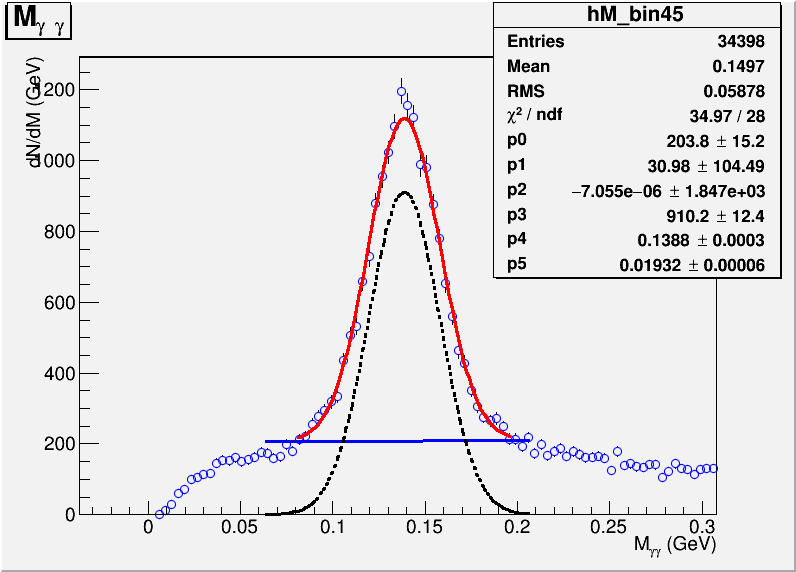 Mγ γ
hM_bin45
Entries 34398
Mean 0.1497
RMS 0.05878
χ² / ndf 34.97 / 28
p0 203.8 ± 15.2
p1 30.98 ± 104.49
p2 −7.055e−06 ± 1.847e+03
p3 910.2 ± 12.4
p4 0.1388 ± 0.0003
p5 0.01932 ± 0.00006
dN/dM (GeV)
1200
1000
800
600
400
200
0
0 0.05 0.1 0.15 0.2 0.25 0.3
Mγγ (GeV)